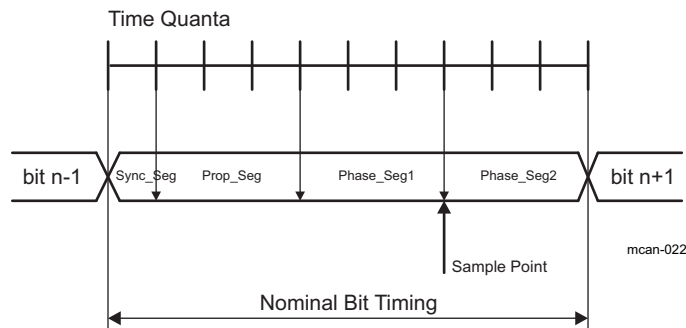 Time Quanta
bit n-1 Sync_Seg Prop_Seg Phase_Seg1 Phase_Seg2 bit n+1
mcan-022
Sample Point
Nominal Bit Timing